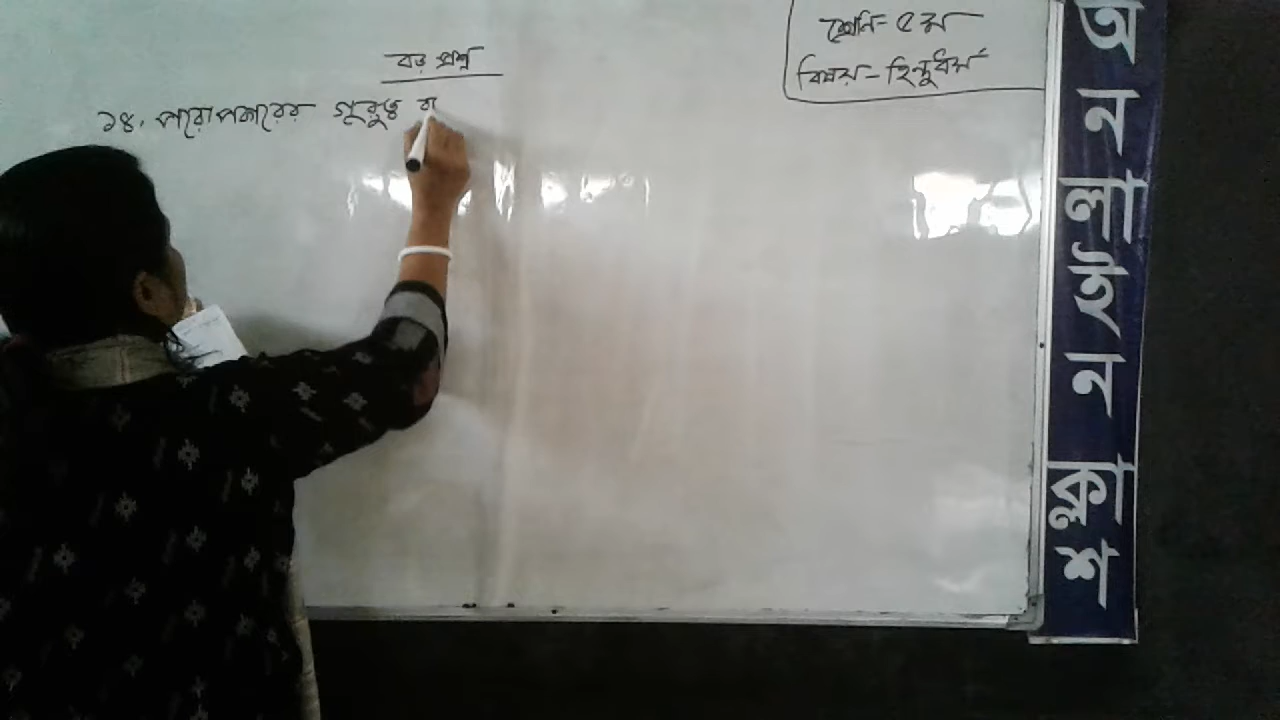 শ্রেনি- ৫ম
বিষয়- হিন্দুধর্ম
বড় প্রশ্ন
১৪. পরোপকারের গুরুত্ব ব
অনলাইন